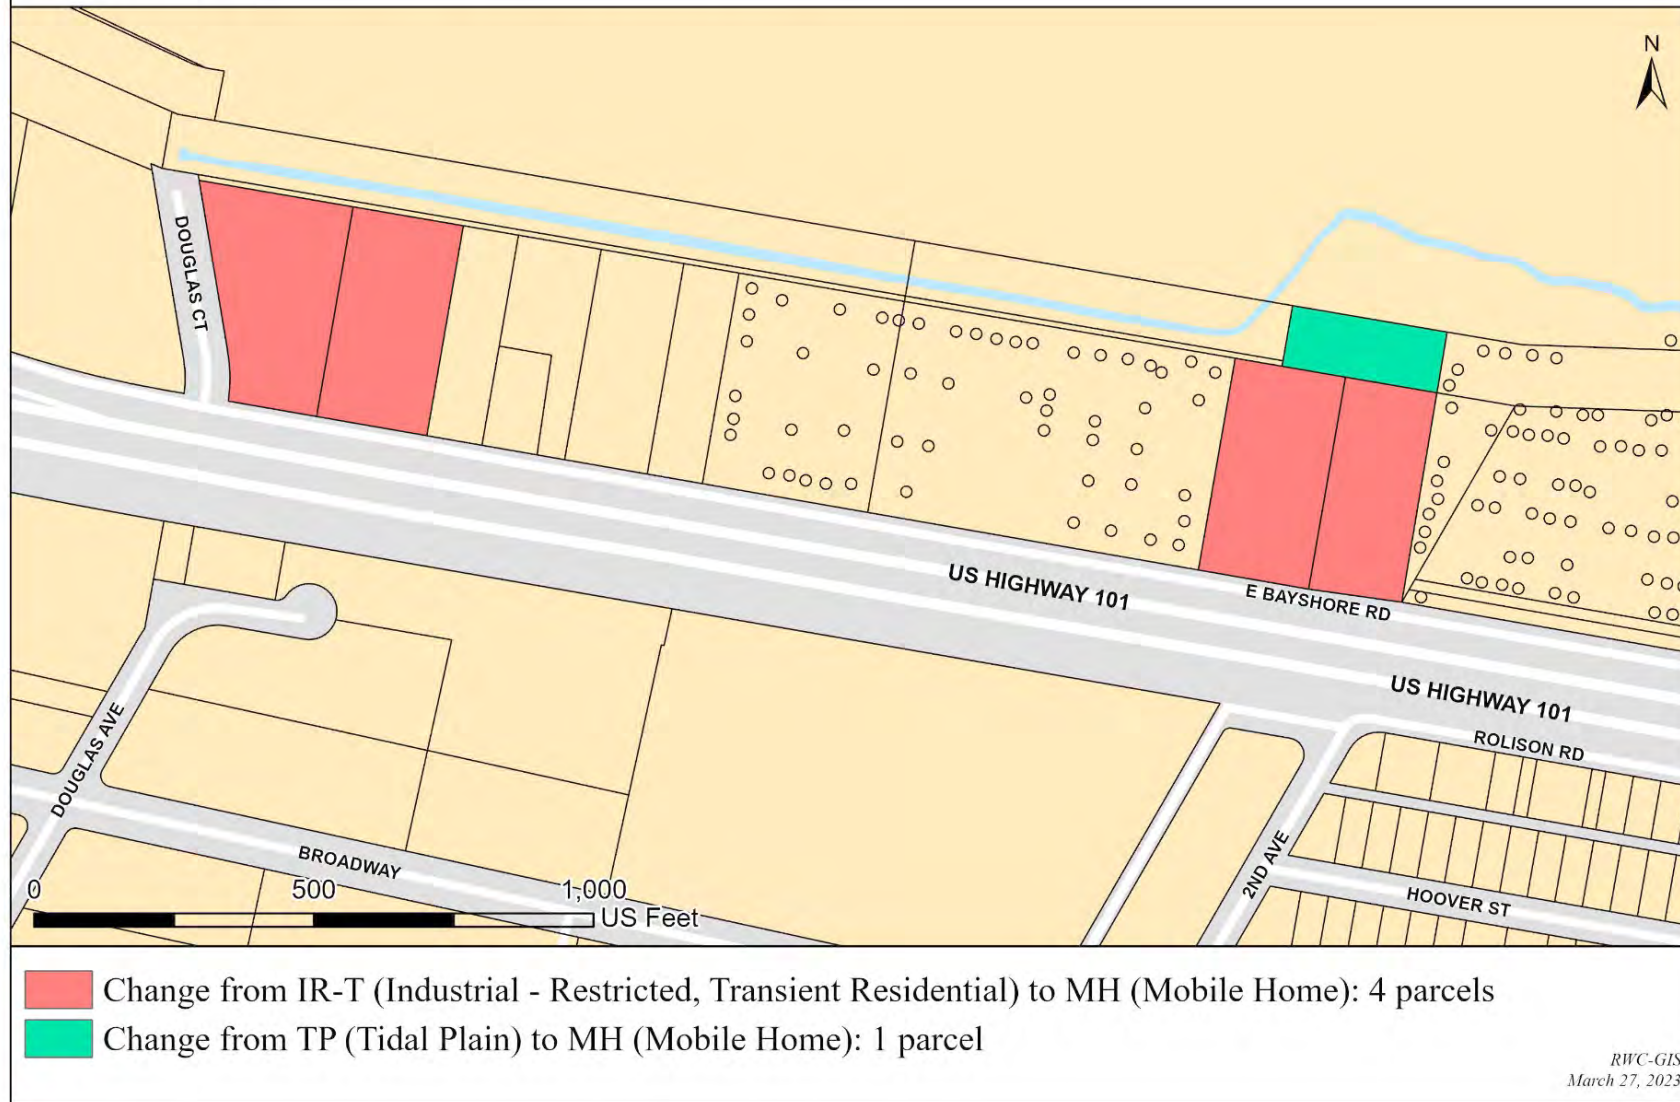 N
DOUGLAS CT
US HIGHWAY 101
E BAYSHORE RD
US HIGHWAY 101
ROLISON RD
DOUGLAS AVE
BROADWAY
2ND AVE
HOOVER ST
0 500 1,000
US Feet
Change from IR-T (Industrial - Restricted, Transient Residential) to MH (Mobile Home): 4 parcels
Change from TP (Tidal Plain) to MH (Mobile Home): 1 parcel
RWC-GIS
March 27, 2023